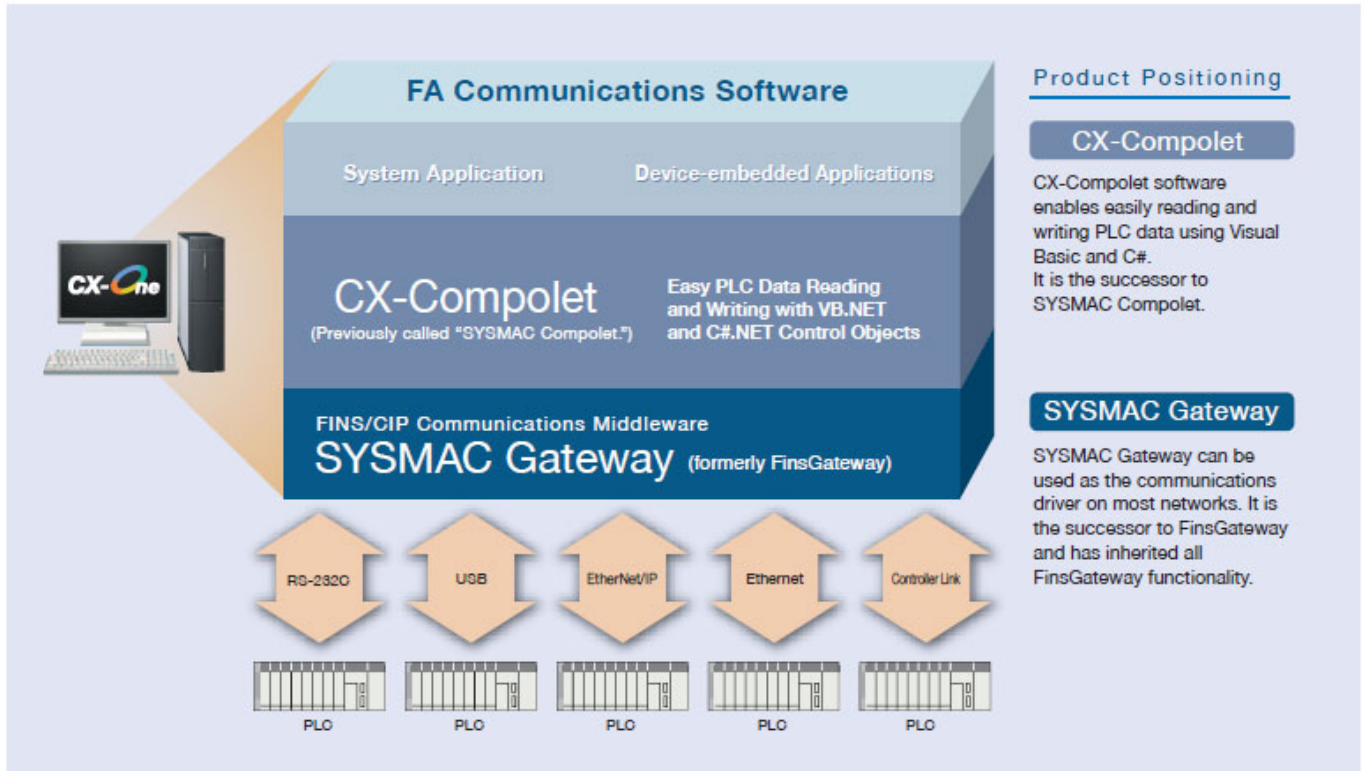 FA Communications Software
System Application
Device-embedded Applications
CX-Compolet
(Previously called "SYSMAC Compolet.")
Easy PLC Data Reading
and Writing with VB.NET
and C#.NET Control Objects
FINS/CIP Communications Middleware
SYSMAC Gateway (formerly FinsGateway)
CX-One
RS-232C
USB
EtherNet/IP
Ethernet
Controller Link
PLC
PLC
PLC
PLC
PLC
Product Positioning
CX-Compolet
CX-Compolet software
enables easily reading and
writing PLC data using Visual
Basic and C#.
It is the successor to
SYSMAC Compolet.
SYSMAC Gateway
SYSMAC Gateway can be
used as the communications
driver on most networks. It is
the successor to FinsGateway
and has inherited all
FinsGateway functionality.